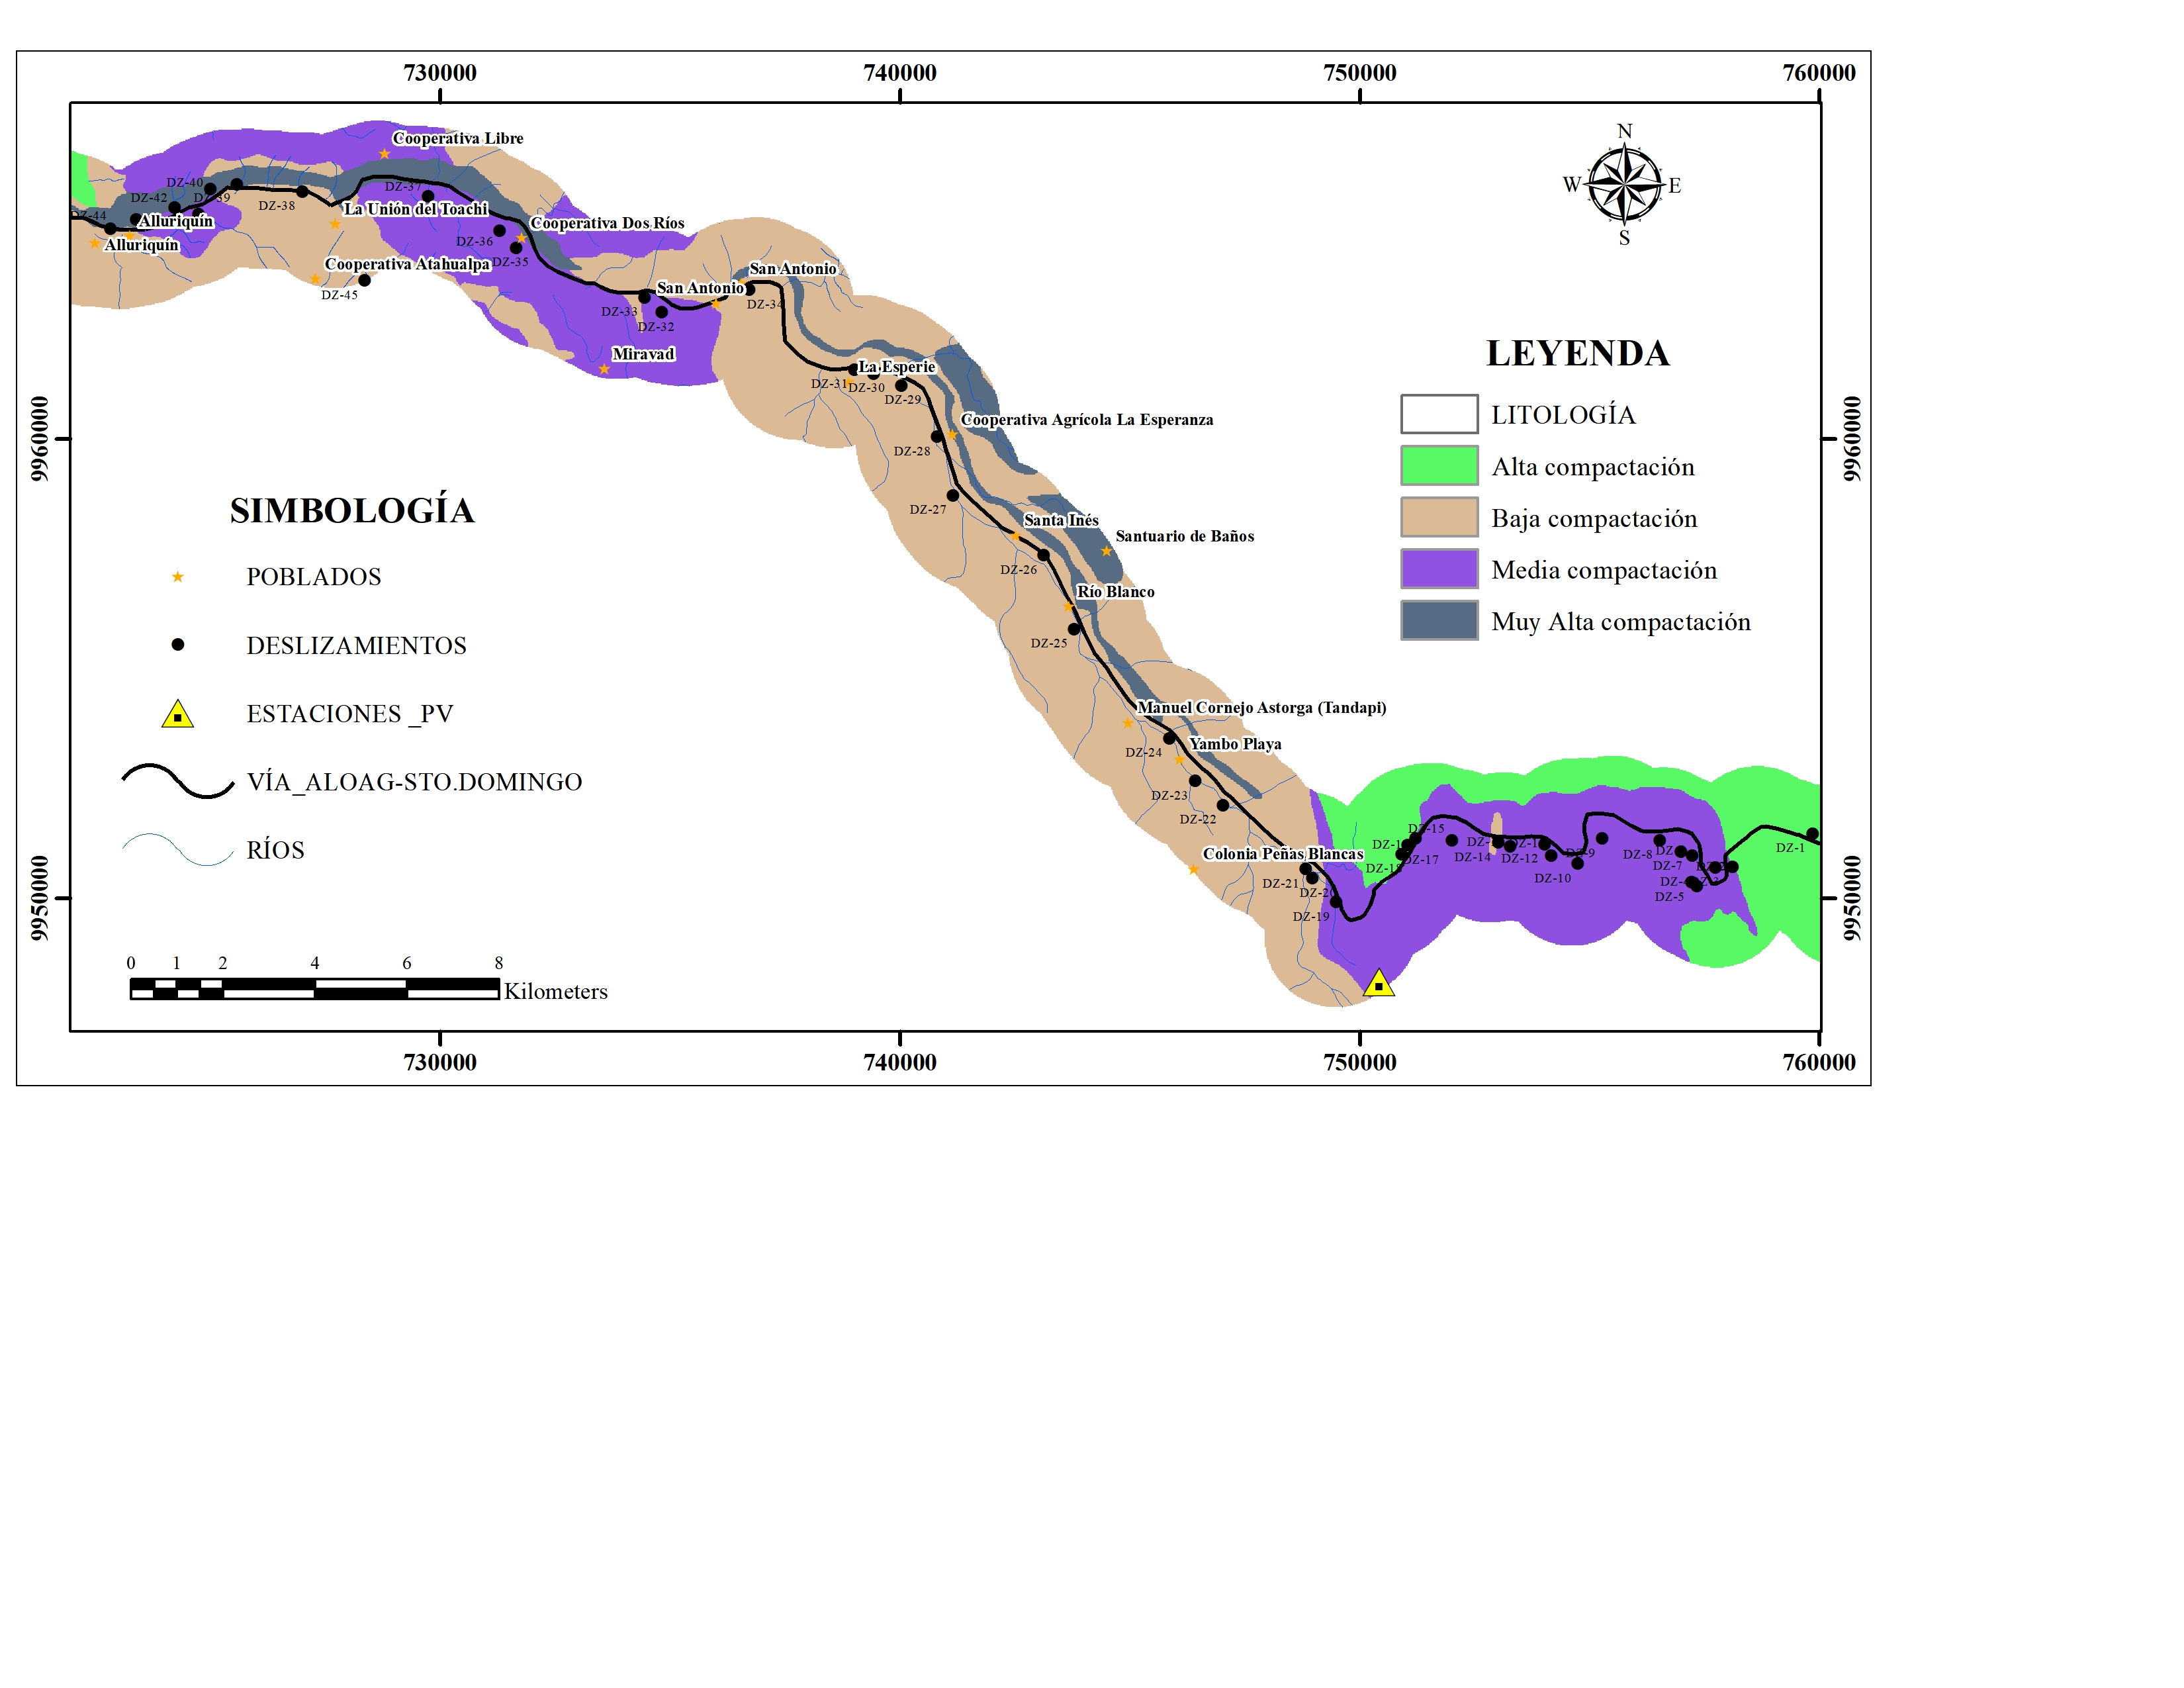 730000
740000
750000
760000
N
W
E
S
Cooperativa Libre
DZ-40
DZ-37
DZ-42
DZ-38
La Unión del Toachi
DZ-44
Alluriquín
Cooperativa Dos Ríos
Alluriquín
DZ-36
DZ-35
Cooperativa Atahualpa
DZ-45
San Antonio
San Antonio
DZ-34
DZ-33
DZ-32
Miravad
La Esperie
DZ-31
DZ-30
DZ-29
Cooperativa Agrícola La Esperanza
DZ-28
DZ-27
Santa Inés
Santuario de Baños
DZ-26
Río Blanco
DZ-25
Manuel Cornejo Astorga (Tandapi)
Yambo Playa
DZ-24
DZ-23
DZ-22
Colonia Peñas Blancas
DZ-21
DZ-20
DZ-19
DZ-15
DZ-17
DZ-18
DZ-14
DZ-12
DZ-9
DZ-10
DZ-8
DZ-7
DZ-5
DZ-1
9960000
9960000
9950000
9950000
LEYENDA
LITOLOGÍA
Alta compactación
Baja compactación
Media compactación
Muy Alta compactación
SIMBOLOGÍA
POBLADOS
DESLIZAMIENTOS
ESTACIONES _PV
VÍA_ALOAG-STO.DOMINGO
RÍOS
0 1 2 4 6 8
Kilometers
730000
740000
750000
760000